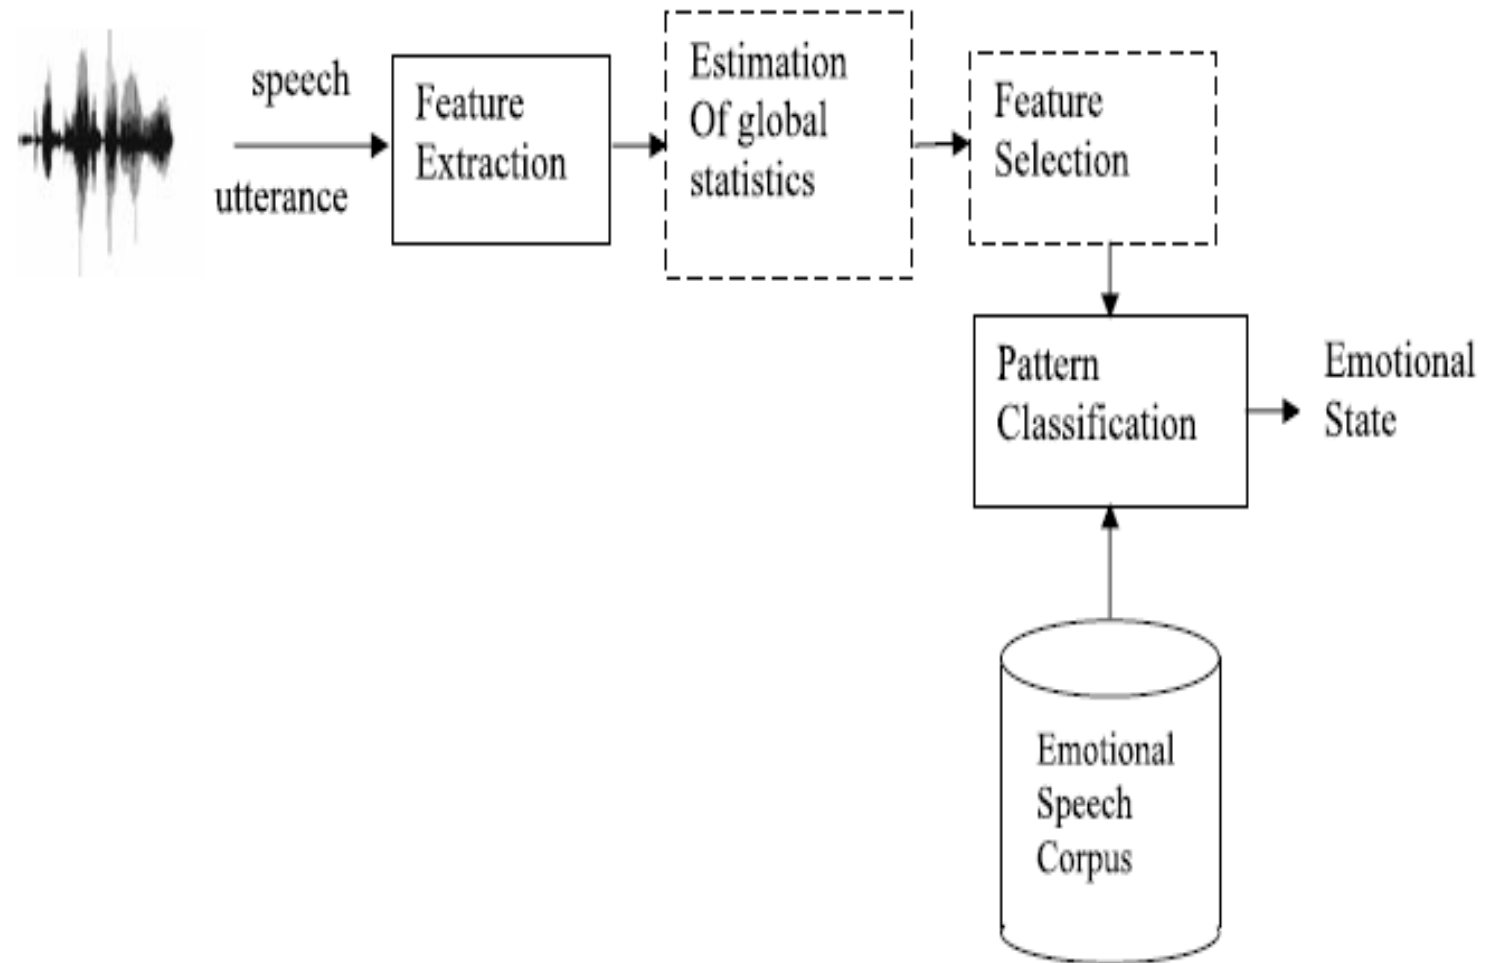 speech
utterance
Feature
Extraction
Estimation
Of global
statistics
Feature
Selection
Pattern
Classification
Emotional
State
Emotional
Speech
Corpus